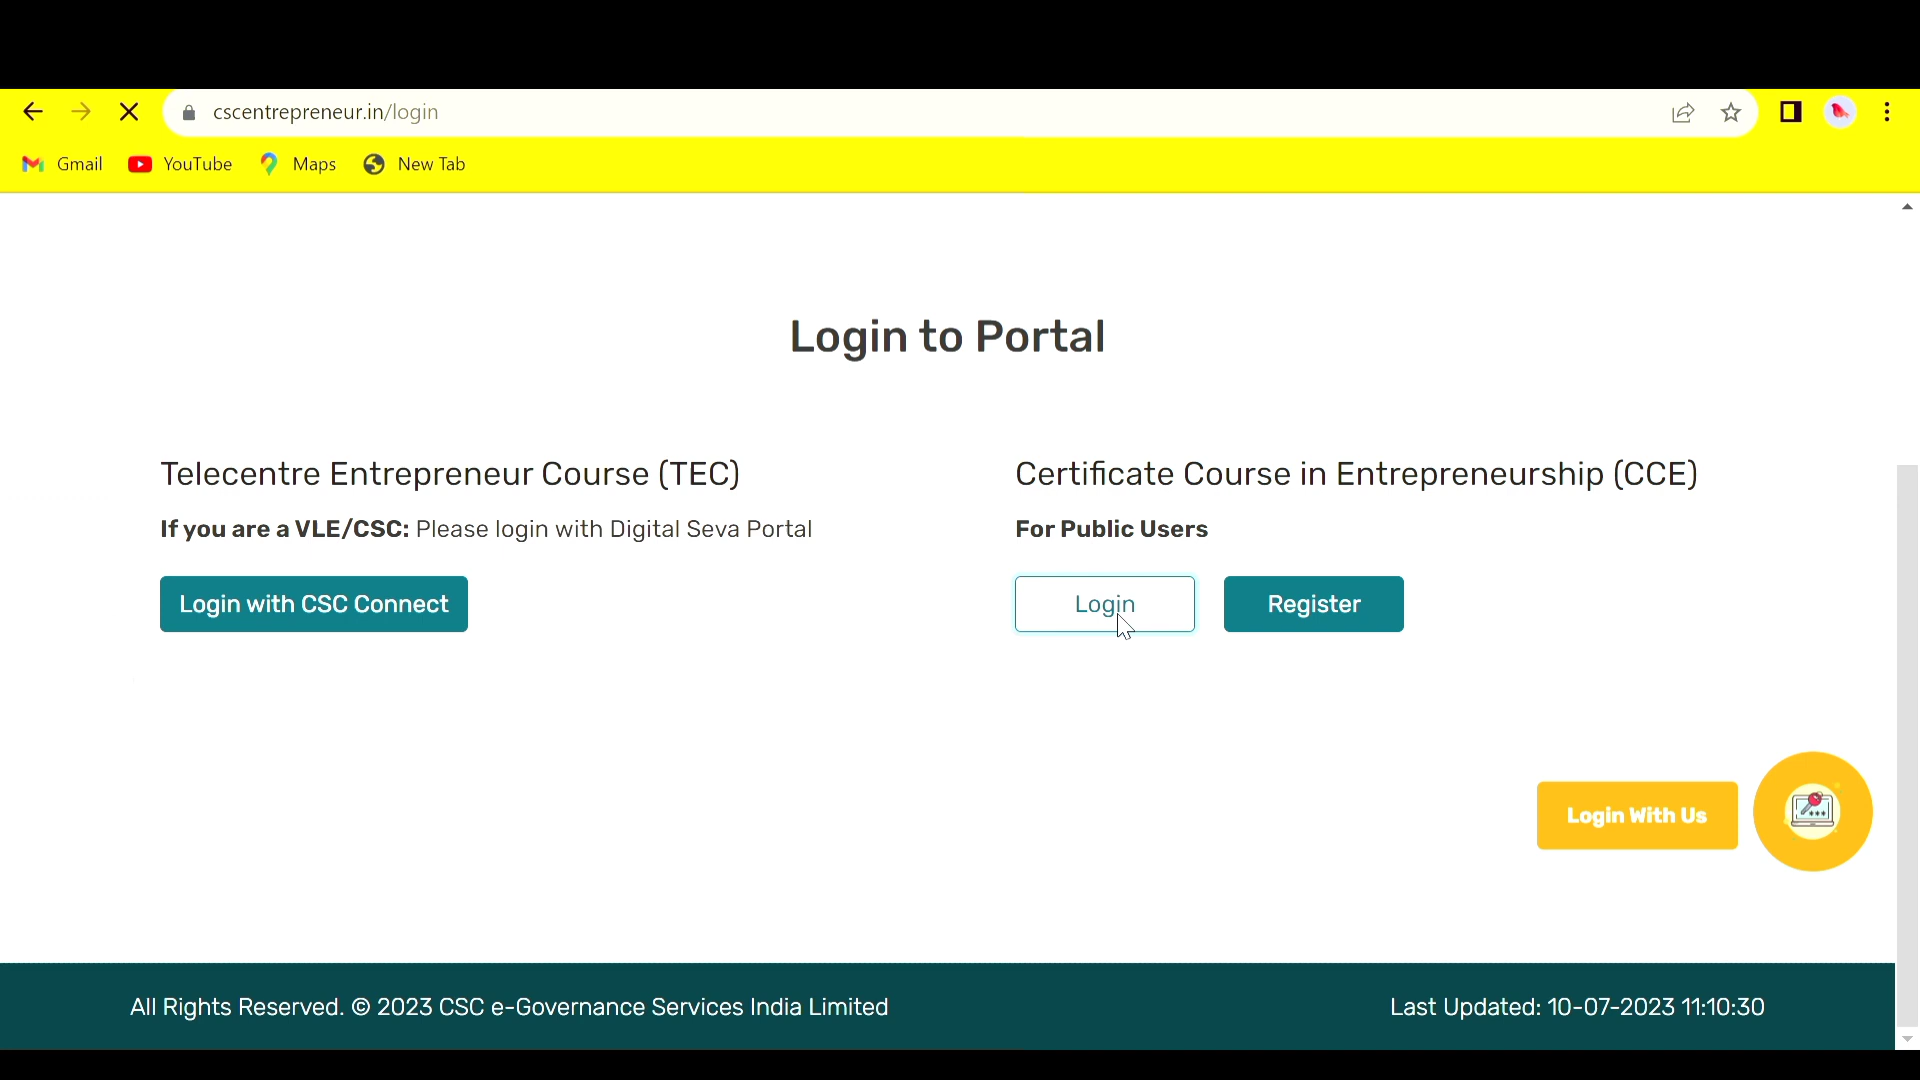 cscentrepreneur.in/login
Gmail YouTube Maps New Tab
Login to Portal
Telecentre Entrepreneur Course (TEC)
If you are a VLE/CSC: Please login with Digital Seva Portal
Login with CSC Connect
Certificate Course in Entrepreneurship (CCE)
For Public Users
Login Register
Login With Us
All Rights Reserved. © 2023 CSC e-Governance Services India Limited
Last Updated: 10-07-2023 11:10:30